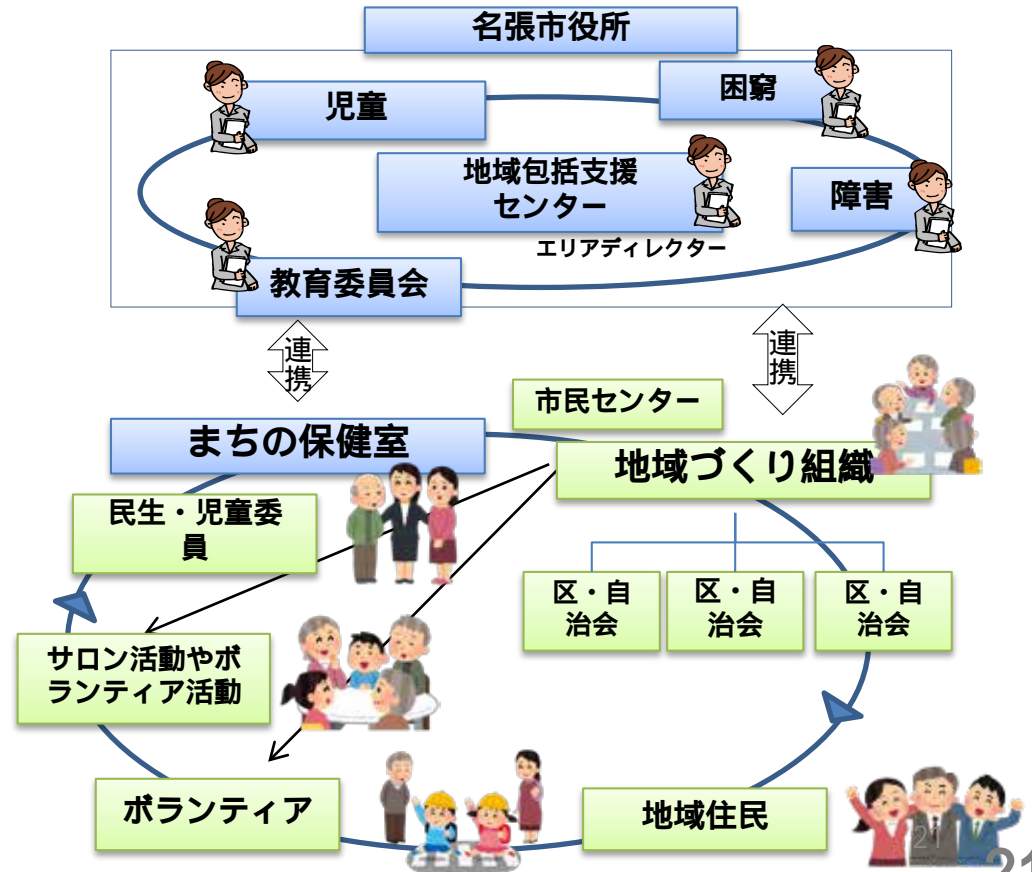 名張市役所
児童
困窮
地域包括支援
センター
障害
エリアディレクター
教育委員会
連携
連携
市民センター
まちの保健室
地域づくり組織
民生・児童委
員
区・自
治会
区・自
治会
区・自
治会
サロン活動やボ
ランティア活動
ボランティア
地域住民
21
21